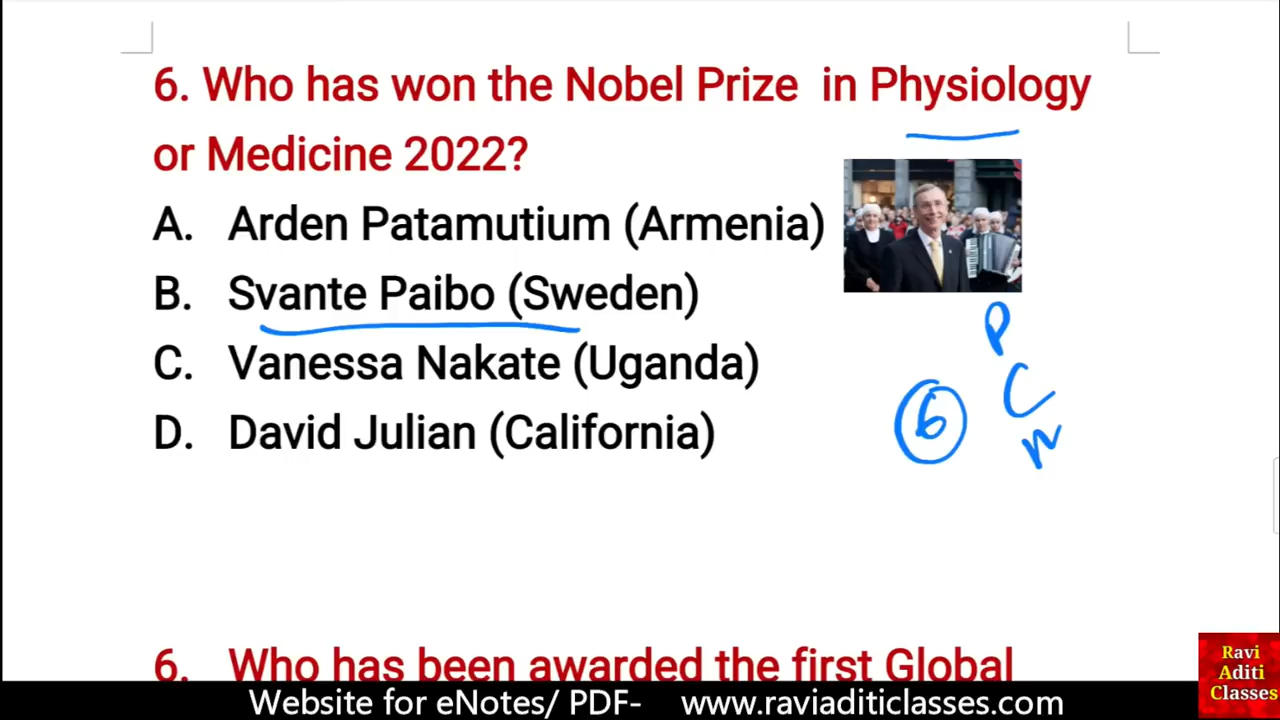 6. Who has won the Nobel Prize in Physiology
or Medicine 2022?
A. Arden Patamutium (Armenia)
B. Svante Paibo (Sweden)
C. Vanessa Nakate (Uganda)
D. David Julian (California)
P
C
6
6. Who has been awarded the first Global
Ravi
Aditi
Classes
Website for eNotes/ PDF- www.raviaditiclasses.com